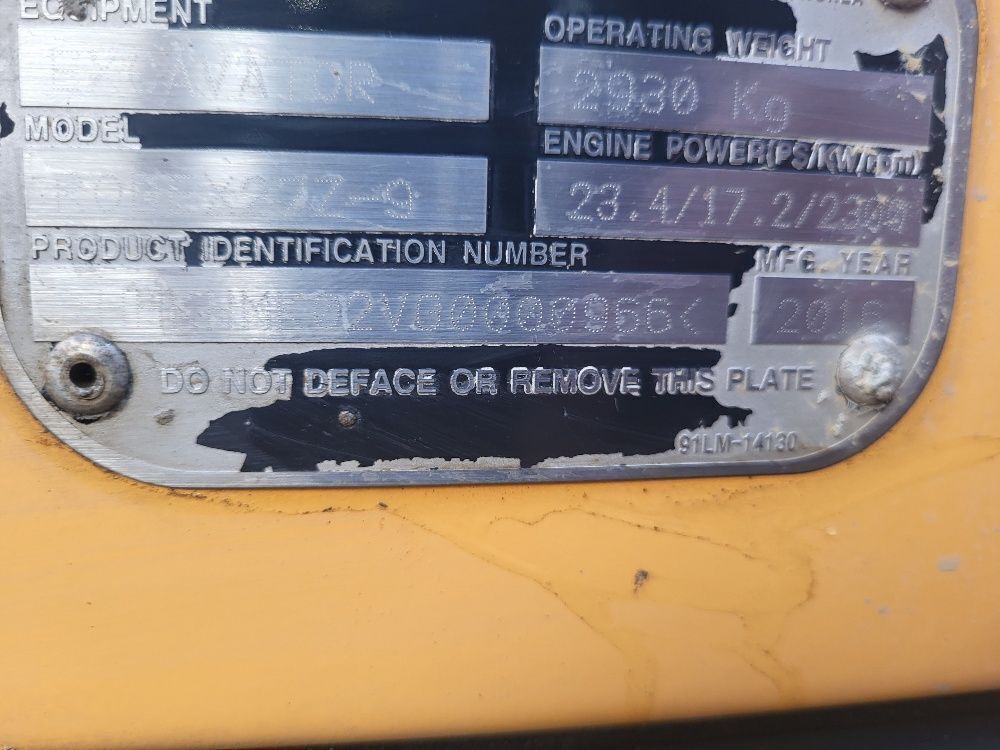 EQUIPMENT
OPERATING WEIGHT
2930 Kg
MODEL
ENGINE POWER(PS/KW/rpm)
23.4/17.2/2300
PRODUCT IDENTIFICATION NUMBER
MFG. YEAR
2016
DO NOT DEFACE OR REMOVE THIS PLATE
91LM-14130